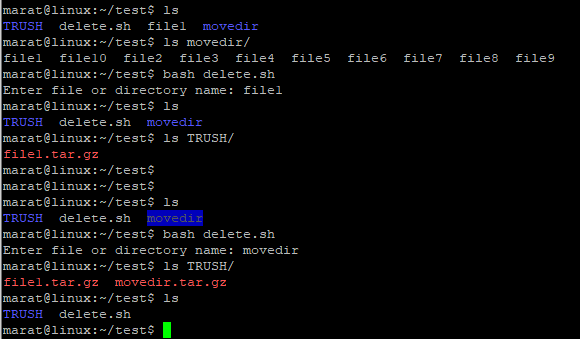 marat@linux:~/test$ ls
TRUSH  delete.sh  file1  movedir
marat@linux:~/test$ ls movedir/
file1  file10  file2  file3  file4  file5  file6  file7  file8  file9
marat@linux:~/test$ bash delete.sh
Enter file or directory name: file1
marat@linux:~/test$ ls
TRUSH  delete.sh  movedir
marat@linux:~/test$ ls TRUSH/
file1.tar.gz
marat@linux:~/test$
marat@linux:~/test$
marat@linux:~/test$ ls
TRUSH  delete.sh  movedir
marat@linux:~/test$ bash delete.sh
Enter file or directory name: movedir
marat@linux:~/test$ ls TRUSH/
file1.tar.gz  movedir.tar.gz
marat@linux:~/test$ ls
TRUSH  delete.sh
marat@linux:~/test$